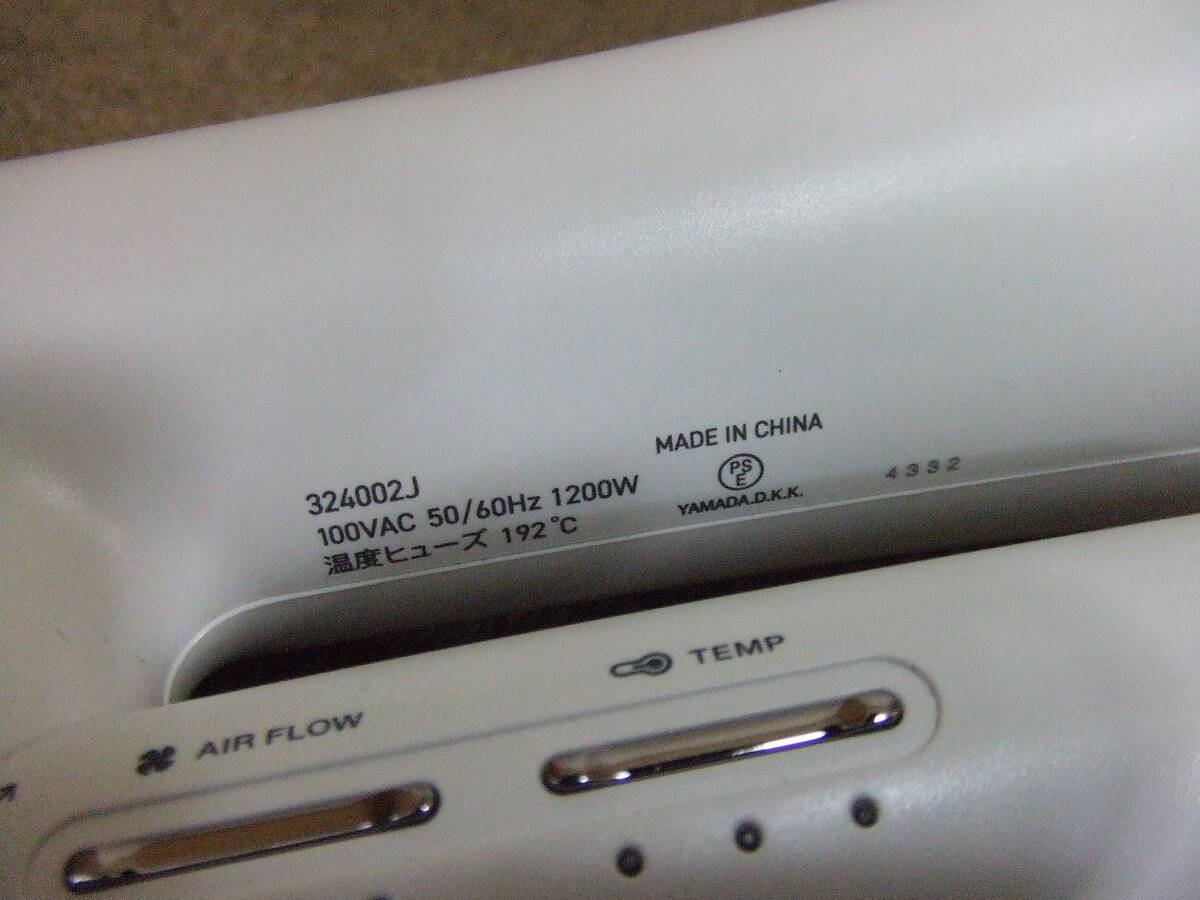 324002J
100VAC 50/60Hz 1200W
温度ヒューズ 192℃
MADE IN CHINA
PSE
YAMADA.D.K.K.
4332
TEMP
AIR FLOW